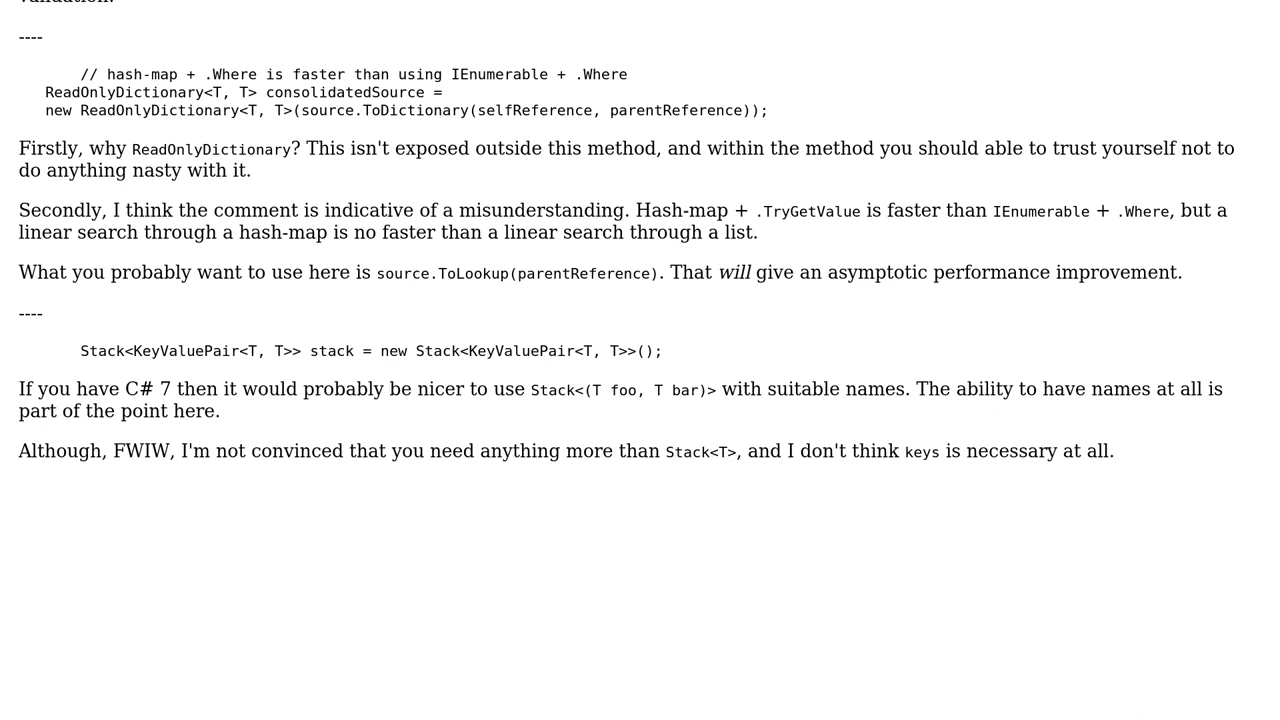 validation.
----
// hash-map + .Where is faster than using IEnumerable + .Where
ReadOnlyDictionary<T, T> consolidatedSource =
new ReadOnlyDictionary<T, T>(source.ToDictionary(selfReference, parentReference));
Firstly, why ReadOnlyDictionary? This isn't exposed outside this method, and within the method you should able to trust yourself not to
do anything nasty with it.
Secondly, I think the comment is indicative of a misunderstanding. Hash-map + .TryGetValue is faster than IEnumerable + .Where, but a
linear search through a hash-map is no faster than a linear search through a list.
What you probably want to use here is source.ToLookup(parentReference). That will give an asymptotic performance improvement.
----
Stack<KeyValuePair<T, T>> stack = new Stack<KeyValuePair<T, T>>();
If you have C# 7 then it would probably be nicer to use Stack<(T foo, T bar)> with suitable names. The ability to have names at all is
part of the point here.
Although, FWIW, I'm not convinced that you need anything more than Stack<T>, and I don't think keys is necessary at all.